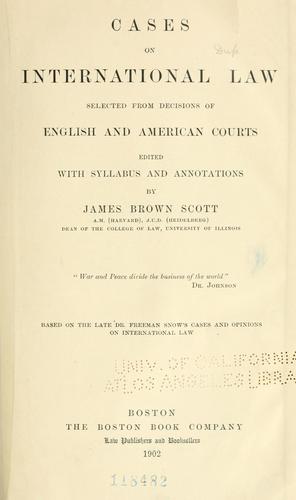 CASES
ON
Dup.
INTERNATIONAL LAW
SELECTED FROM DECISIONS OF
ENGLISH AND AMERICAN COURTS
EDITED
WITH SYLLABUS AND ANNOTATIONS
BY
JAMES BROWN SCOTT
A.M. (HARVARD), J.U.D. (HEIDELBERG)
DEAN OF THE COLLEGE OF LAW, UNIVERSITY OF ILLINOIS
"War and Peace divide the business of the world"
DR. JOHNSON
BASED ON THE LATE DR. FREEMAN SNOW'S CASES AND OPINIONS
ON INTERNATIONAL LAW
UNIV. OF CALIFORNIA
AT LOS ANGELES LIBRA
BOSTON
THE BOSTON BOOK COMPANY
Law Publishers and Booksellers
1902
118482